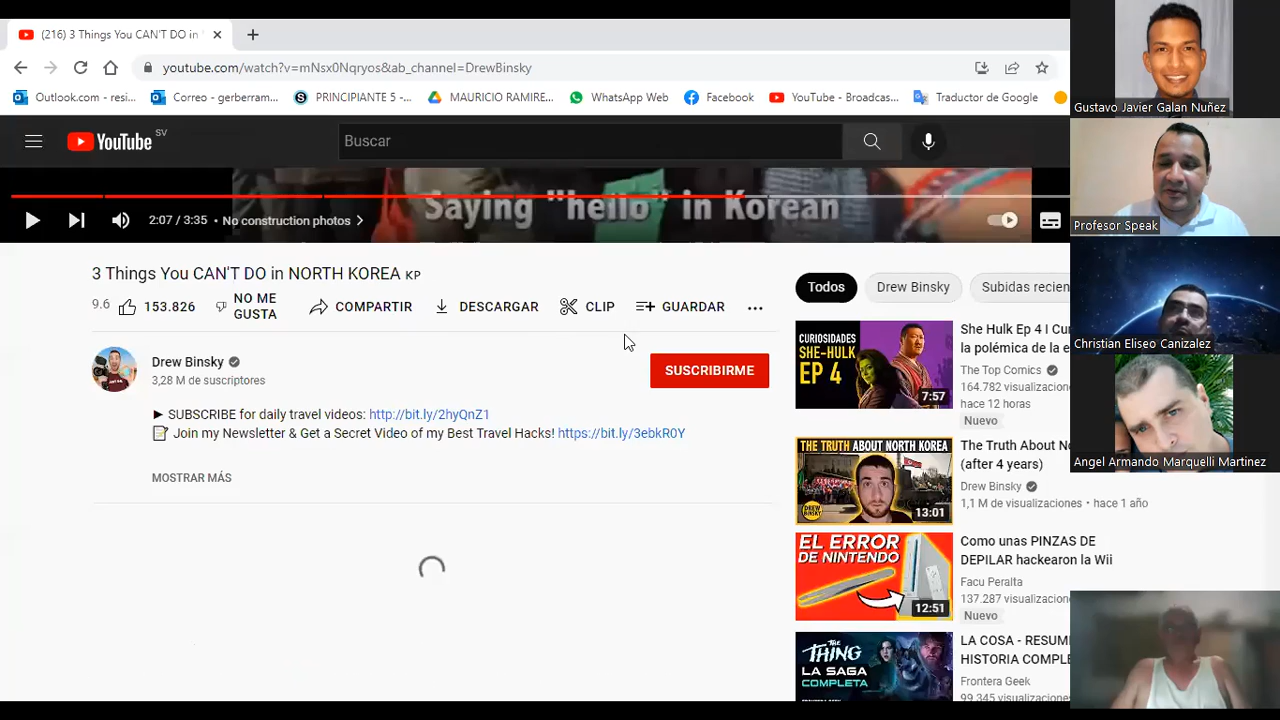 (216) 3 Things You CAN'T DO in
youtube.com/watch?v=mNsx0Nqryos&ab_channel=DrewBinsky
Outlook.com - resi...
Correo - gerberram...
PRINCIPIANTE 5 -...
MAURICIO RAMIRE...
WhatsApp Web
Facebook
YouTube - Broadcas...
Traductor de Google
YouTube SV
Buscar
Saying "hello" in Korean
2:07 / 3:35 • No construction photos
3 Things You CAN'T DO in NORTH KOREA KP
9.6
153.826
NO ME
GUSTA
COMPARTIR
DESCARGAR
CLIP
GUARDAR
Drew Binsky
3,28 M de suscriptores
SUSCRIBIRME
► SUBSCRIBE for daily travel videos: http://bit.ly/2hyQnZ1
📝 Join my Newsletter & Get a Secret Video of my Best Travel Hacks! https://bit.ly/3ebkR0Y
MOSTRAR MÁS
Todos
Drew Binsky
Subidas recien
CURIOSIDADES
SHE-HULK
EP 4
7:57
She Hulk Ep 4 I Cu
la polémica de la e
The Top Comics
164.782 visualizacione
hace 12 horas
Nuevo
THE TRUTH ABOUT NORTH KOREA
DREW
BINSKY
13:01
The Truth About No
(after 4 years)
Drew Binsky
1,1 M de visualizaciones • hace 1 año
EL ERROR
DE NINTENDO
12:51
Como unas PINZAS DE
DEPILAR hackearon la Wii
Facu Peralta
137.287 visualizacione
Nuevo
THE
THING
LA SAGA
COMPLETA
LA COSA - RESUM
HISTORIA COMPLE
Frontera Geek
99.345 visualizacion
Gustavo Javier Galan Nuñez
Profesor Speak
Christian Eliseo Canizalez
Angel Armando Marquelli Martinez